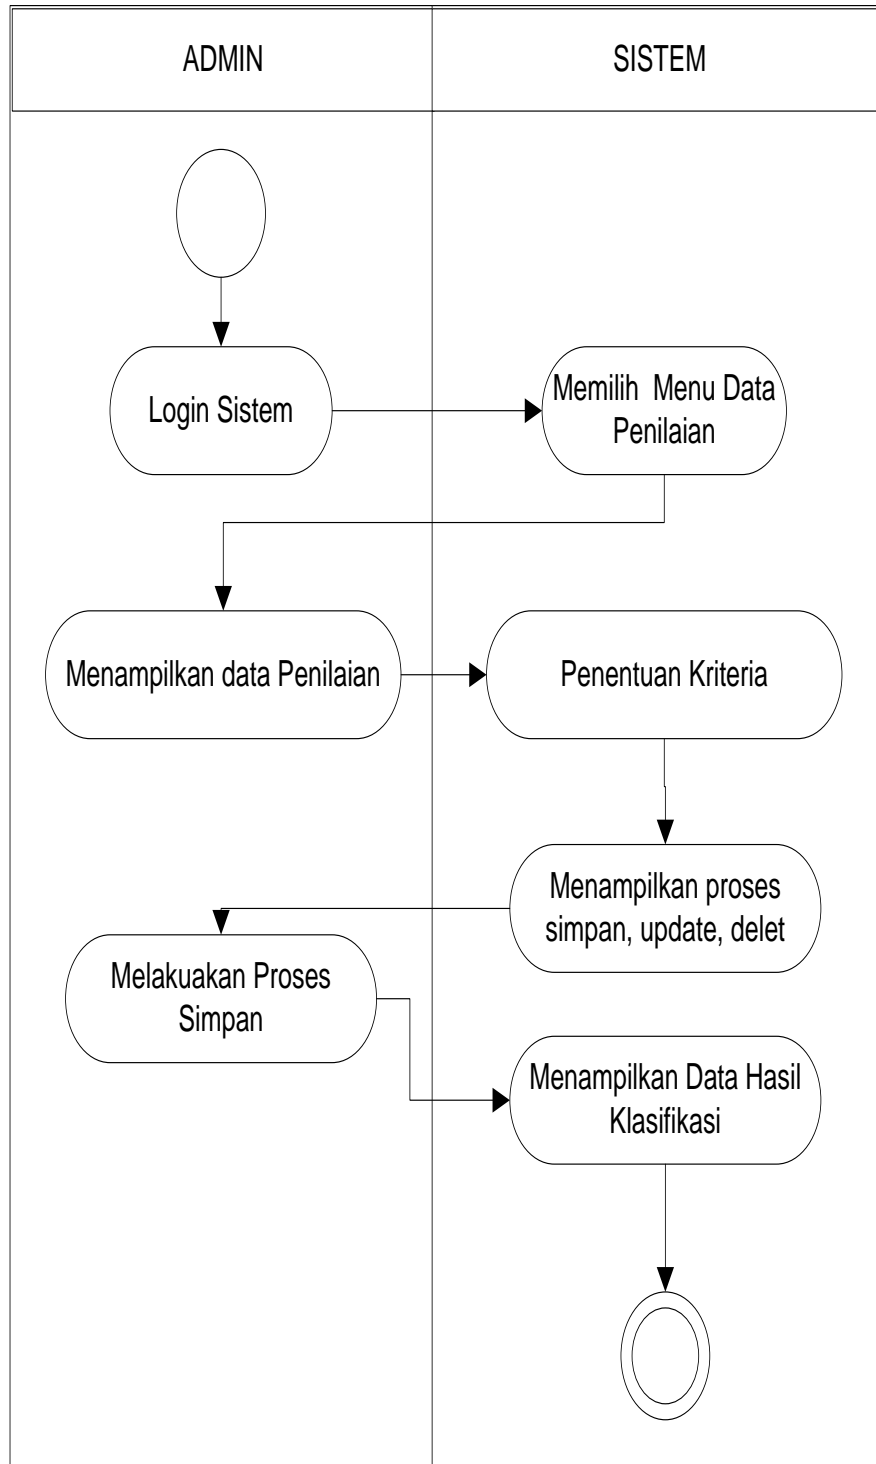 ADMIN
SISTEM
Login Sistem
Memilih Menu Data
Penilaian
Menampilkan data Penilaian
Penentuan Kriteria
Menampilkan proses
simpan, update, delet
Melakuakan Proses
Simpan
Menampilkan Data Hasil
Klasifikasi